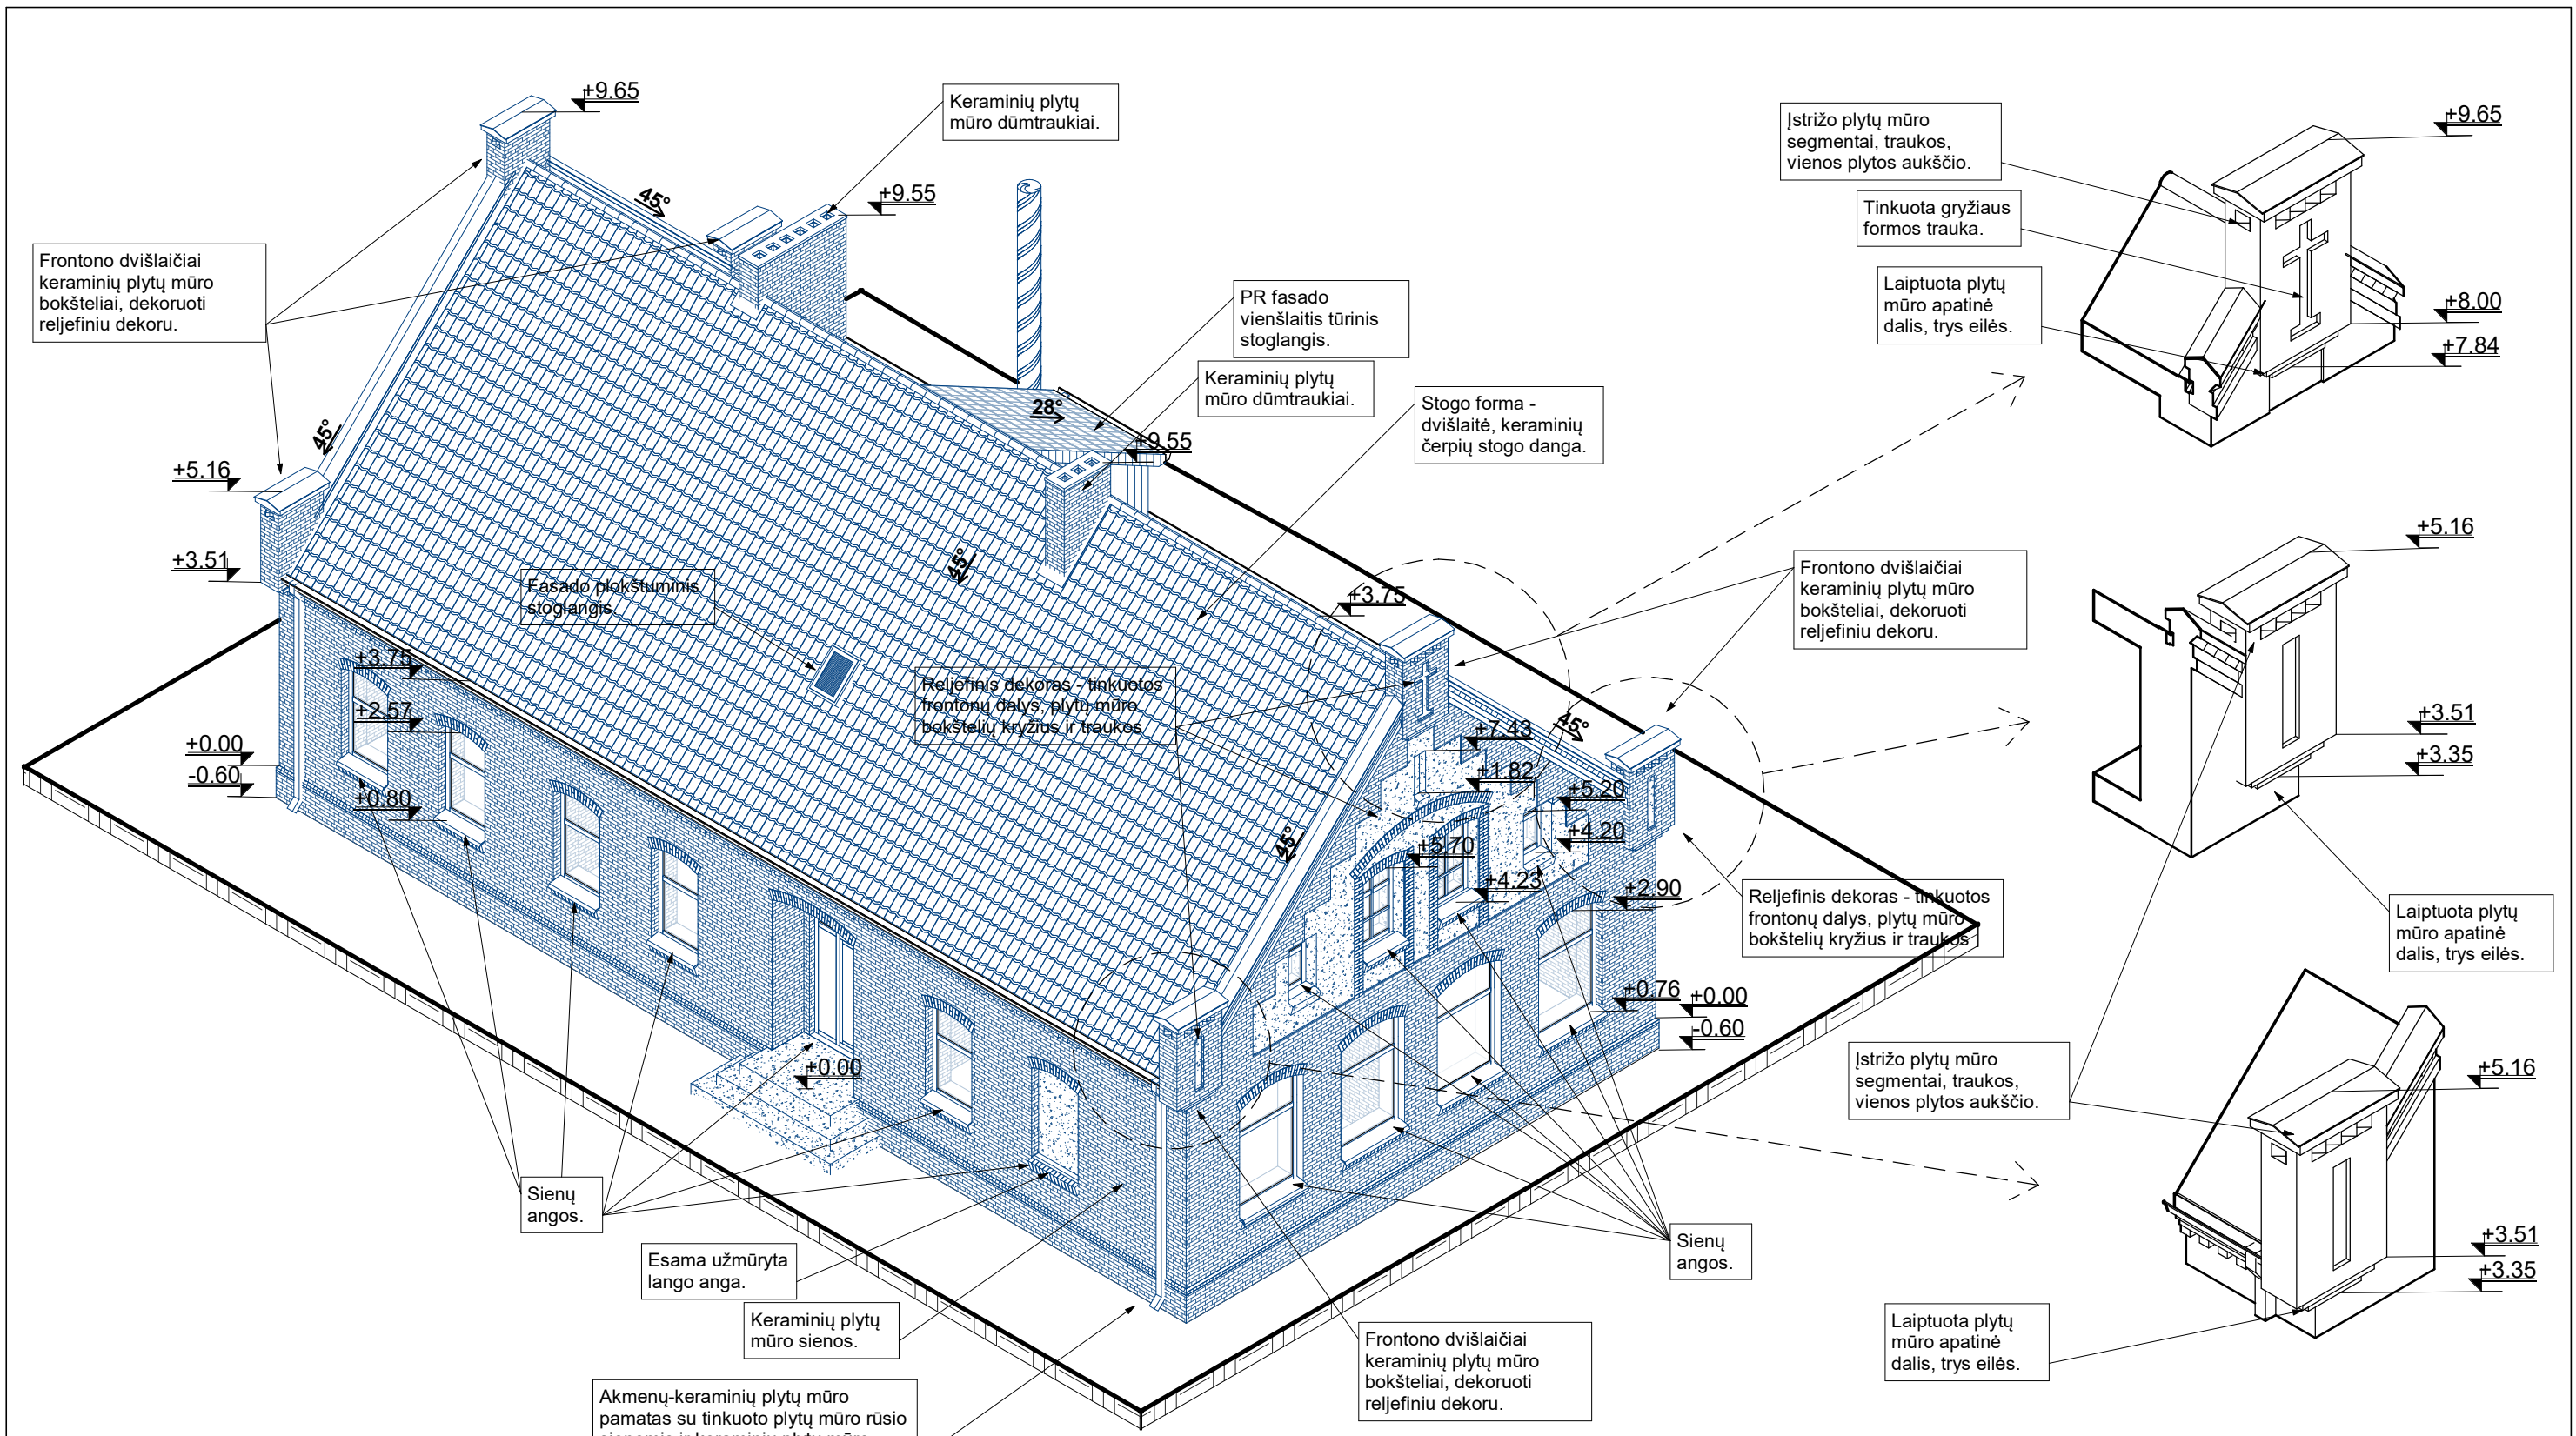 +9.65
Keraminių plytų
mūro dūmtraukiai.
+9.55
45°
Frontono dvišlaičiai
keraminių plytų mūro
bokšteliai, dekoruoti
reljefiniu dekoru.
PR fasado
vienšlaitis tūrinis
stoglangis.
Keraminių plytų
mūro dūmtraukiai.
28°
+9.55
Stogo forma -
dvišlaitė, keraminių
čerpių stogo danga.
45°
+5.16
+3.51
Fasado plokštuminis
stoglangis.
45°
+3.75
Frontono dvišlaičiai
keraminių plytų mūro
bokšteliai, dekoruoti
reljefiniu dekoru.
+3.75
+2.57
+0.80
+0.00
-0.60
Reljefinis dekoras - tinkuotos
frontonų dalys, plytų mūro
bokštelių kryžius ir traukos
+7.43
45°
+1.82
+5.20
+4.20
+5.70
+4.23
45°
+2.90
+0.76
+0.00
-0.60
Reljefinis dekoras - tinkuotos
frontonų dalys, plytų mūro
bokštelių kryžius ir traukos
+0.00
Sienų
angos.
Esama užmūryta
lango anga.
Keraminių plytų
mūro sienos.
Akmenų-keraminių plytų mūro
pamatas su tinkuoto plytų mūro rūsio
Sienų
angos.
Frontono dvišlaičiai
keraminių plytų mūro
bokšteliai, dekoruoti
reljefiniu dekoru.
Įstrižo plytų mūro
segmentai, traukos,
vienos plytos aukščio.
Tinkuota gryžiaus
formos trauka.
Laiptuota plytų
mūro apatinė
dalis, trys eilės.
+9.65
+8.00
+7.84
+5.16
+3.51
+3.35
Laiptuota plytų
mūro apatinė
dalis, trys eilės.
Įstrižo plytų mūro
segmentai, traukos,
vienos plytos aukščio.
+5.16
+3.51
+3.35
Laiptuota plytų
mūro apatinė
dalis, trys eilės.